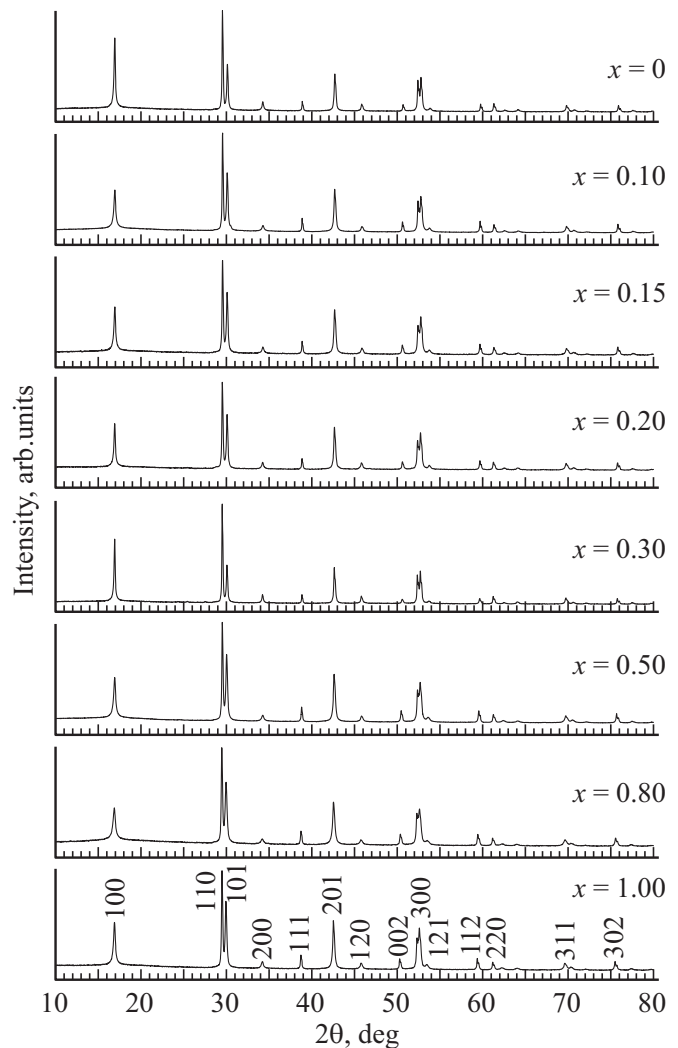 x = 0
x = 0.10
x = 0.15
x = 0.20
x = 0.30
x = 0.50
x = 0.80
x = 1.00
Intensity, arb.units
100 110 101 200 111 201 120 002 300 121 112 220 311 302
10 20 30 40 50 60 70 80
2θ, deg